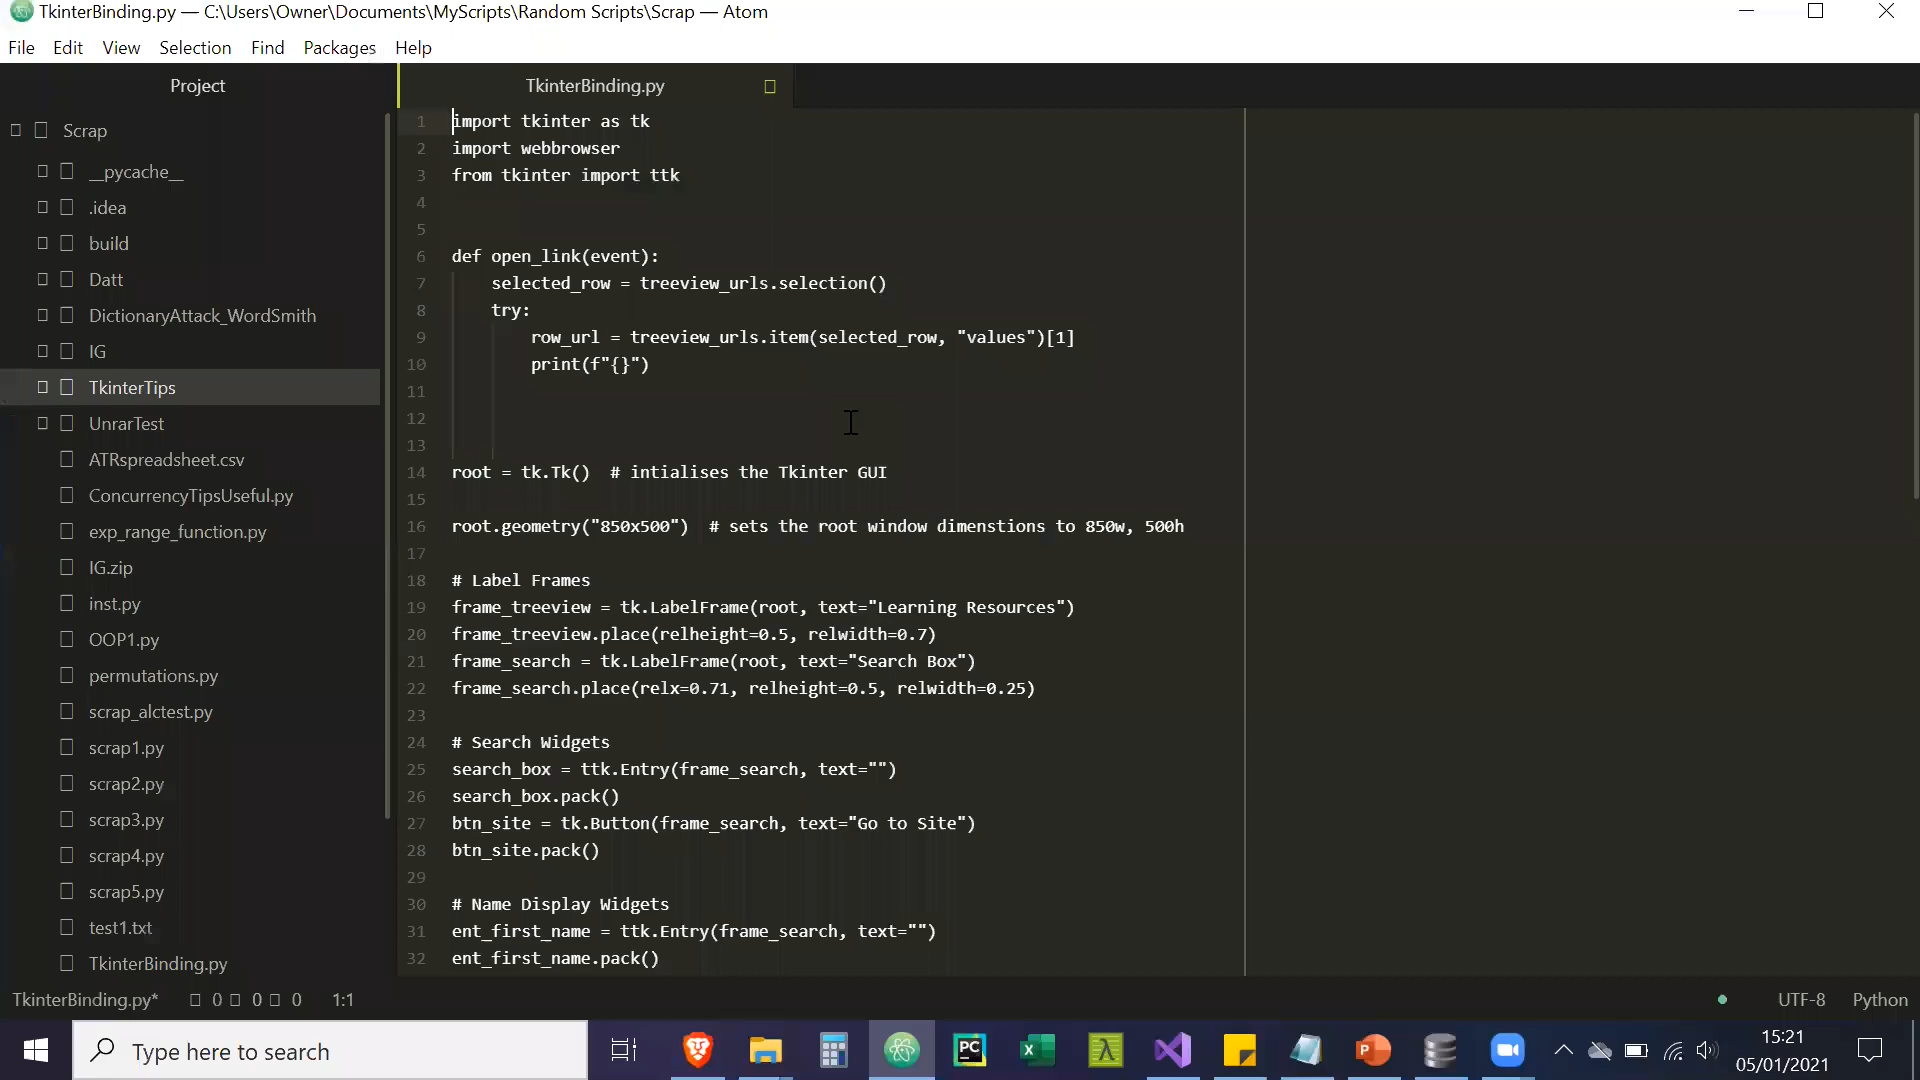 TkinterBinding.py — C:\Users\Owner\Documents\MyScripts\Random Scripts\Scrap — Atom
File Edit View Selection Find Packages Help
Project
Scrap
__pycache__
.idea
build
Datt
DictionaryAttack_WordSmith
IG
TkinterTips
UnrarTest
ATRspreadsheet.csv
ConcurrencyTipsUseful.py
exp_range_function.py
IG.zip
inst.py
OOP1.py
permutations.py
scrap_alctest.py
scrap1.py
scrap2.py
scrap3.py
scrap4.py
scrap5.py
test1.txt
TkinterBinding.py
TkinterBinding.py
1 import tkinter as tk
2 import webbrowser
3 from tkinter import ttk
4
5
6 def open_link(event):
7 selected_row = treeview_urls.selection()
8 try:
9 row_url = treeview_urls.item(selected_row, "values")[1]
10 print(f"{}")
11
12
13
14 root = tk.Tk()  # intialises the Tkinter GUI
15
16 root.geometry("850x500")  # sets the root window dimenstions to 850w, 500h
17
18 # Label Frames
19 frame_treeview = tk.LabelFrame(root, text="Learning Resources")
20 frame_treeview.place(relheight=0.5, relwidth=0.7)
21 frame_search = tk.LabelFrame(root, text="Search Box")
22 frame_search.place(relx=0.71, relheight=0.5, relwidth=0.25)
23
24 # Search Widgets
25 search_box = ttk.Entry(frame_search, text="")
26 search_box.pack()
27 btn_site = tk.Button(frame_search, text="Go to Site")
28 btn_site.pack()
29
30 # Name Display Widgets
31 ent_first_name = ttk.Entry(frame_search, text="")
32 ent_first_name.pack()
TkinterBinding.py* 0 0 0 1:1 UTF-8 Python
Type here to search
PC
15:21
05/01/2021